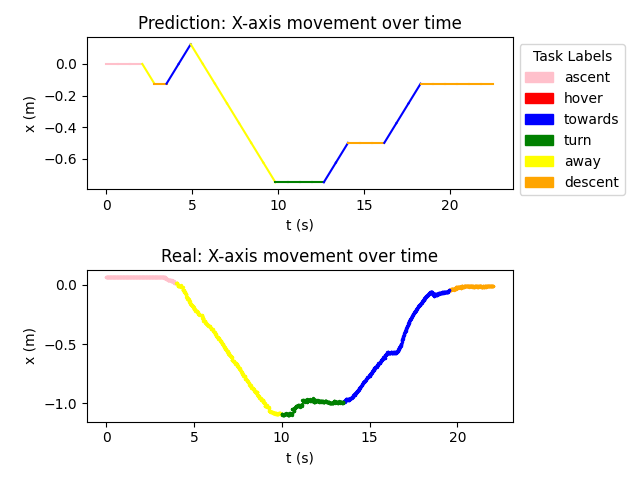 Prediction: X-axis movement over time
x (m)
0.0
−0.2
−0.4
−0.6
0
5
10
15
20
t (s)
Task Labels
ascent
hover
towards
turn
away
descent
Real: X-axis movement over time
x (m)
0.0
−0.5
−1.0
0
5
10
15
20
t (s)